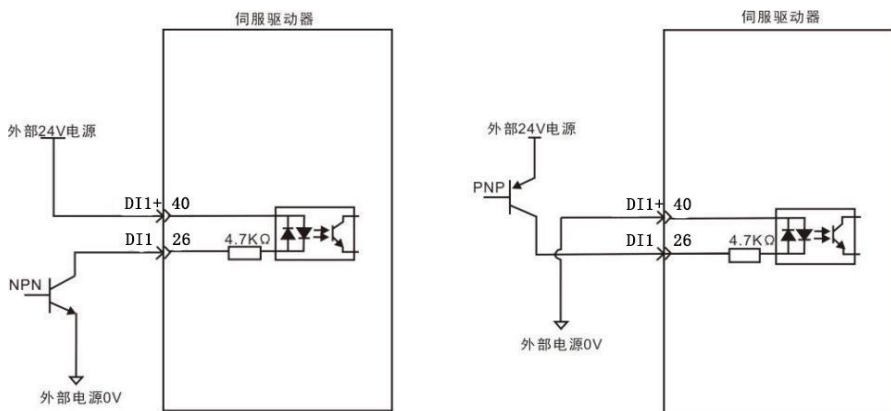 伺服驱动器
外部24V电源
DI1+ 40
DI1 26
4.7KΩ
NPN
外部电源0V
伺服驱动器
外部24V电源
PNP
DI1+ 40
DI1 26
4.7KΩ
外部电源0V